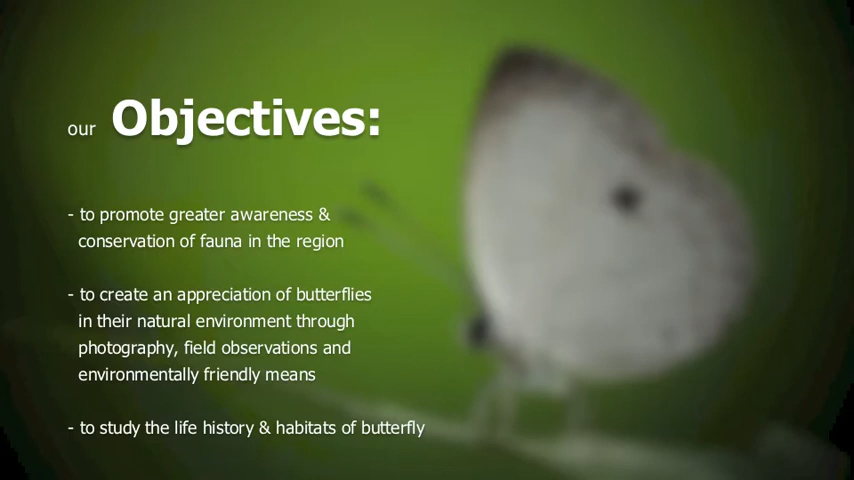 our Objectives:
- to promote greater awareness &
conservation of fauna in the region
- to create an appreciation of butterflies
in their natural environment through
photography, field observations and
environmentally friendly means
- to study the life history & habitats of butterfly